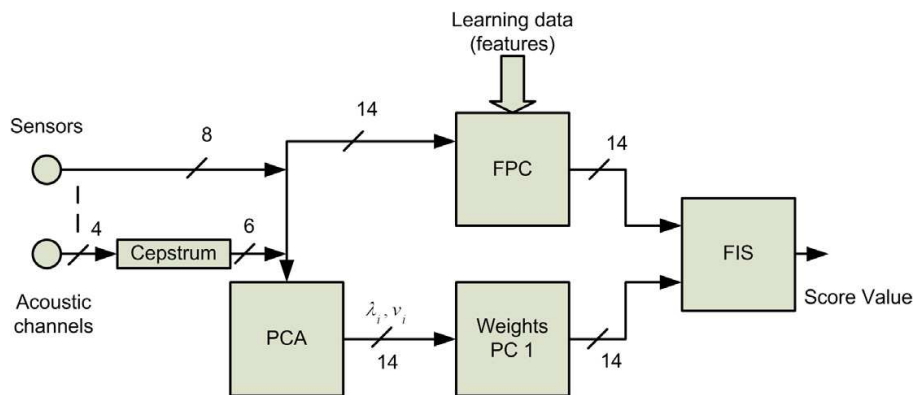 Learning data
(features)
Sensors
8
14
FPC
14
4
Cepstrum
6
FIS
Score Value
Acoustic
channels
PCA
λi, vi
14
Weights
PC 1
14